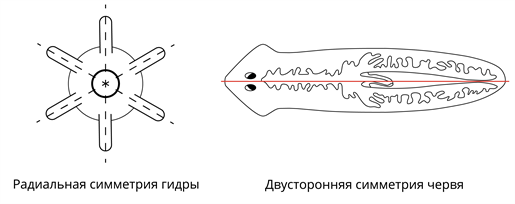 Радиальная симметрия гидры
Двусторонняя симметрия червя